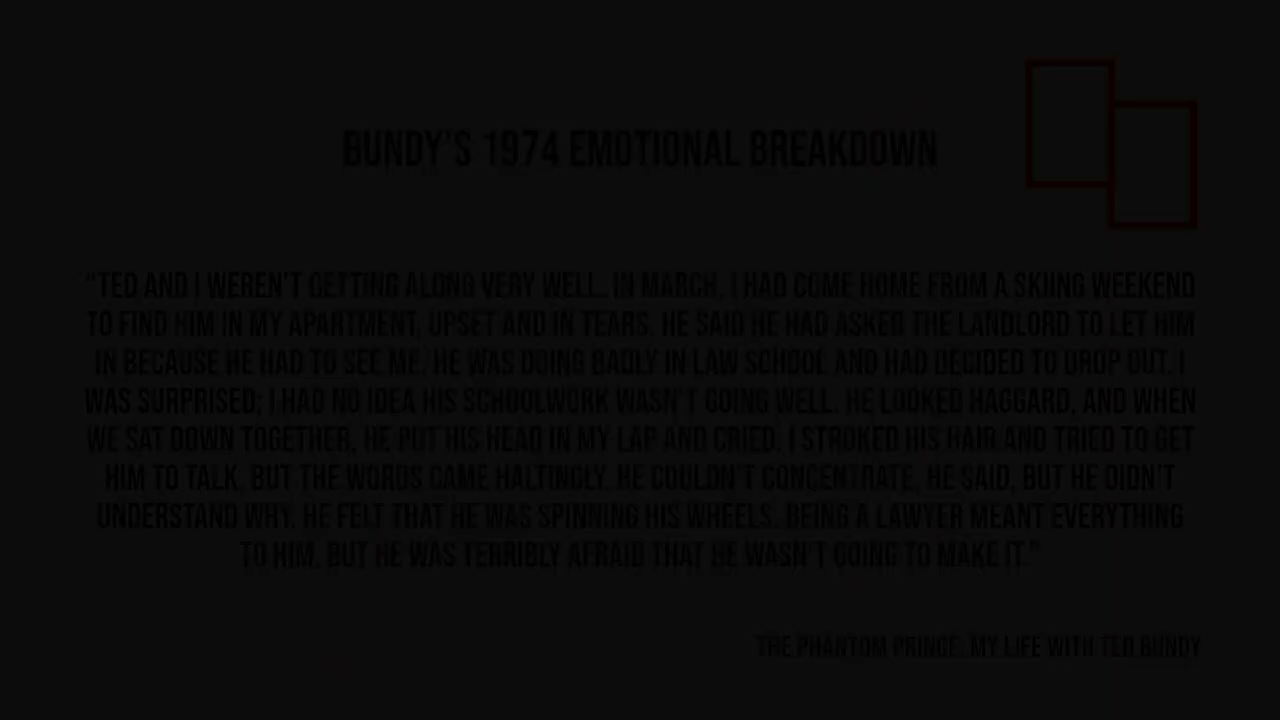 BUNDY'S 1974 EMOTIONAL BREAKDOWN
"TED AND I WEREN'T GETTING ALONG VERY WELL. IN MARCH, I HAD COME HOME FROM A SKIING WEEKEND
TO FIND HIM IN MY APARTMENT, UPSET AND IN TEARS. HE SAID HE HAD ASKED THE LANDLORD TO LET HIM
IN BECAUSE HE HAD TO SEE ME. HE WAS DOING BADLY IN LAW SCHOOL AND HAD DECIDED TO DROP OUT. I
WAS SURPRISED; I HAD NO IDEA HIS SCHOOLWORK WASN'T GOING WELL. HE LOOKED HAGGARD, AND WHEN
WE SAT DOWN TOGETHER, HE PUT HIS HEAD IN MY LAP AND CRIED. I STROKED HIS HAIR AND TRIED TO GET
HIM TO TALK, BUT THE WORDS CAME HALTINGLY. HE COULDN'T CONCENTRATE, HE SAID, BUT HE DIDN'T
UNDERSTAND WHY. HE FELT THAT HE WAS SPINNING HIS WHEELS. BEING A LAWYER MEANT EVERYTHING
TO HIM, BUT HE WAS TERRIBLY AFRAID THAT HE WASN'T GOING TO MAKE IT."
THE PHANTOM PRINCE: MY LIFE WITH TED BUNDY